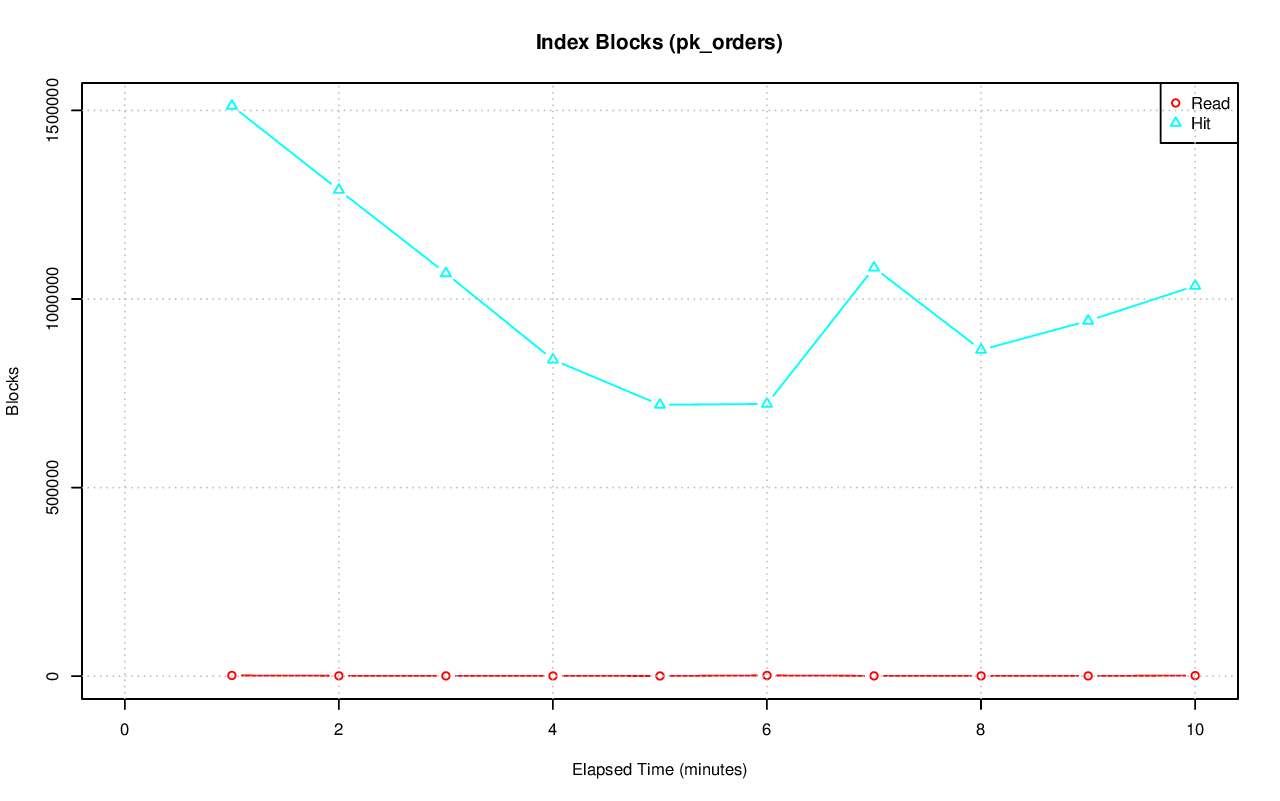 Index Blocks (pk_orders)
Read
Hit
1500000
1000000
500000
0
Blocks
0 2 4 6 8 10
Elapsed Time (minutes)